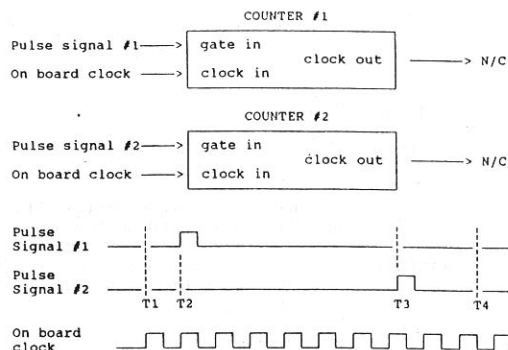 COUNTER #1
Pulse signal #1
gate in
clock out
N/C
On board clock
clock in
COUNTER #2
Pulse signal #2
gate in
clock out
N/C
On board clock
clock in
Pulse
Signal #1
Pulse
Signal #2
T1 T2 T3 T4
On board
clock